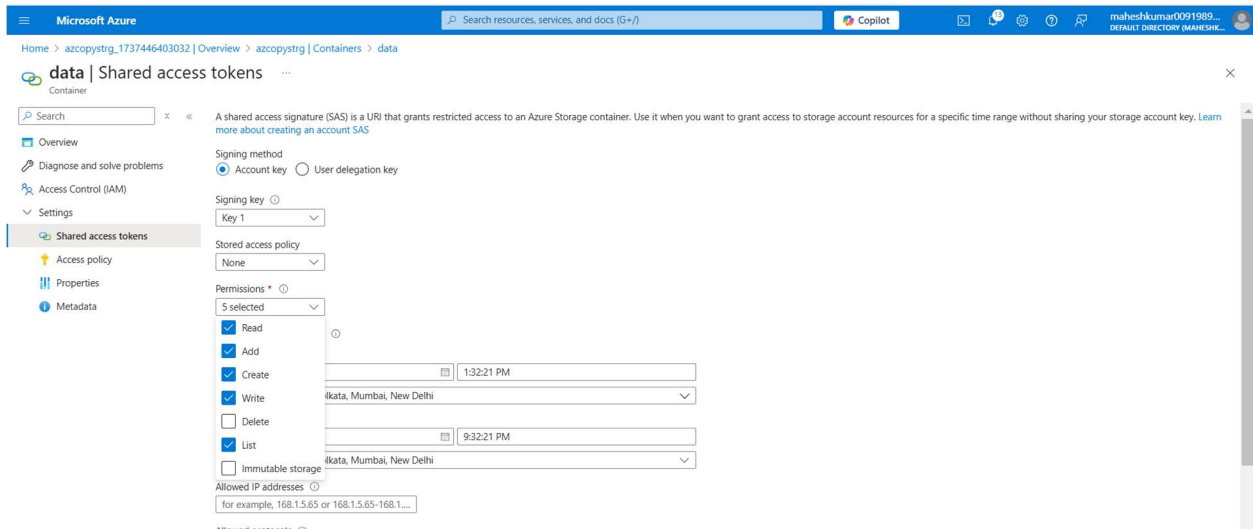 Microsoft Azure
Search resources, services, and docs (G+/)
Copilot
13
maheshkumar0091989...
DEFAULT DIRECTORY (MAHESHK...
Home > azcopystrg_1737446403032 | Overview > azcopystrg | Containers > data
data | Shared access tokens ...
Container
Search
Overview
Diagnose and solve problems
Access Control (IAM)
Settings
Shared access tokens
Access policy
Properties
Metadata
A shared access signature (SAS) is a URI that grants restricted access to an Azure Storage container. Use it when you want to grant access to storage account resources for a specific time range without sharing your storage account key. Learn
more about creating an account SAS
Signing method
Account key User delegation key
Signing key
Key 1
Stored access policy
None
Permissions *
5 selected
Read
Add
Create
1:32:21 PM
Write
lkata, Mumbai, New Delhi
Delete
9:32:21 PM
List
Immutable storage
lkata, Mumbai, New Delhi
Allowed IP addresses
for example, 168.1.5.65 or 168.1.5.65-168.1....
Allowed protocols